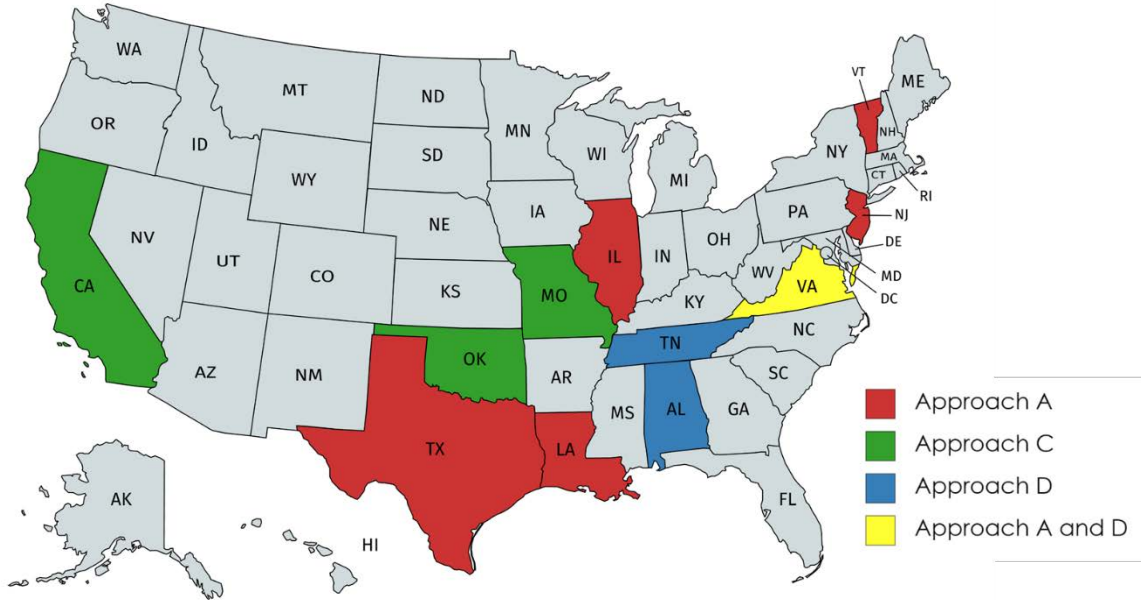 WA
MT
ND
MN
VT
ME
OR
ID
SD
WI
NH
NY
MA
WY
MI
CT
RI
IA
PA
NE
NJ
NV
OH
DE
UT
IL
IN
CO
WV
MD
CA
KS
MO
VA
DC
KY
NC
TN
OK
AZ
NM
AR
SC
MS
AL
GA
TX
LA
AK
FL
HI
Approach A
Approach C
Approach D
Approach A and D